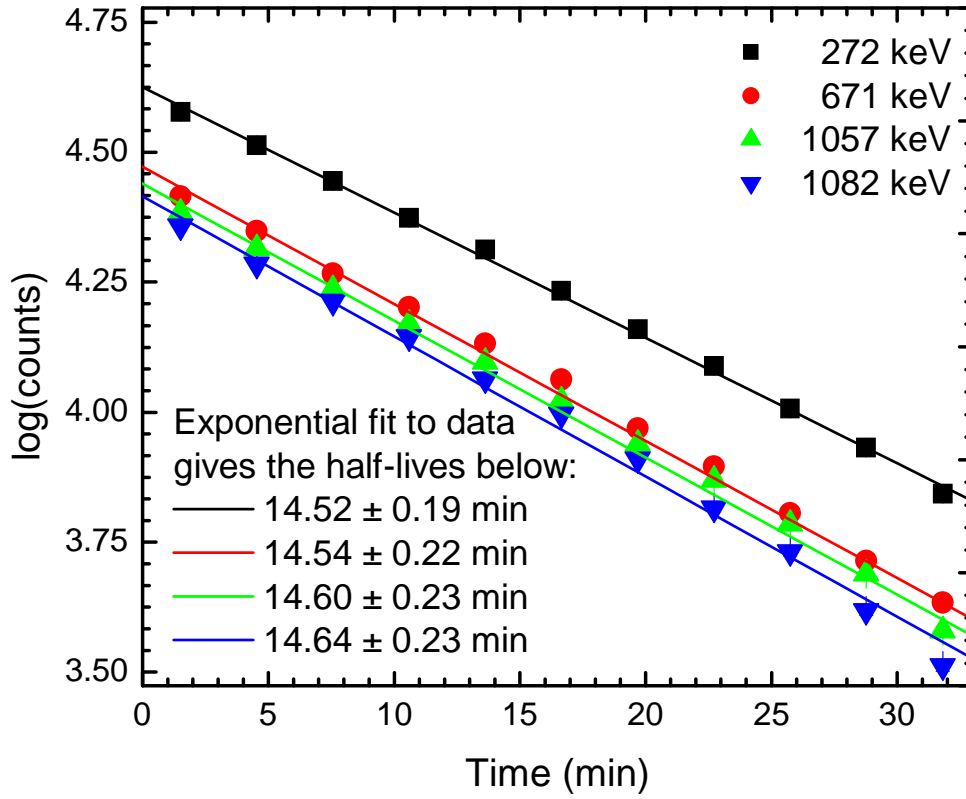 4.75
4.50
4.25
4.00
3.75
3.50
log(counts)
272 keV
671 keV
1057 keV
1082 keV
Exponential fit to data
gives the half-lives below:
14.52 ± 0.19 min
14.54 ± 0.22 min
14.60 ± 0.23 min
14.64 ± 0.23 min
0 5 10 15 20 25 30
Time (min)